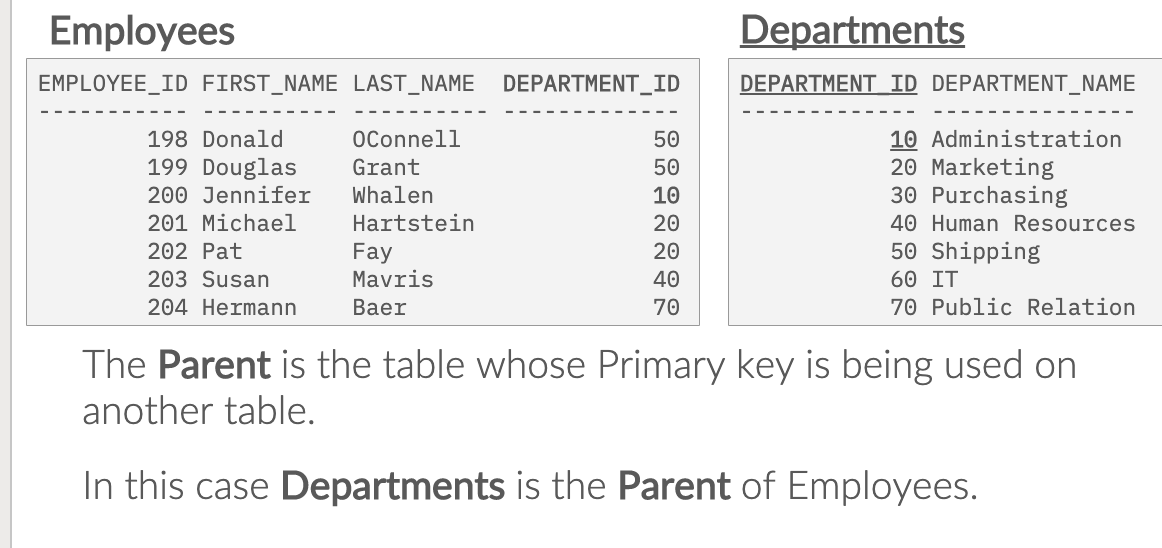 Employees
EMPLOYEE_ID FIRST_NAME LAST_NAME DEPARTMENT_ID
----------- ---------- ---------- -------------
198 Donald OConnell 50
199 Douglas Grant 50
200 Jennifer Whalen 10
201 Michael Hartstein 20
202 Pat Fay 20
203 Susan Mavris 40
204 Hermann Baer 70
Departments
DEPARTMENT_ID DEPARTMENT_NAME
------------- ---------------
10 Administration
20 Marketing
30 Purchasing
40 Human Resources
50 Shipping
60 IT
70 Public Relation
The Parent is the table whose Primary key is being used on
another table.
In this case Departments is the Parent of Employees.